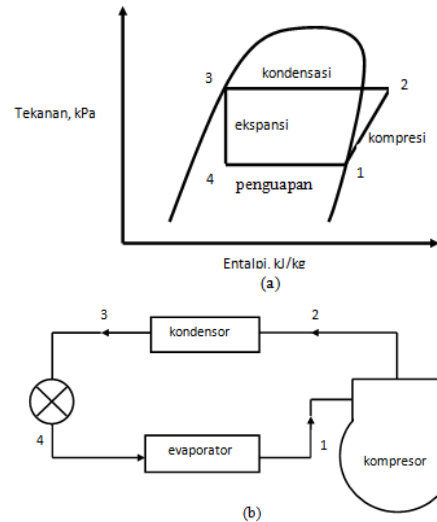 3
kondensasi
2
Tekanan, kPa
ekspansi
kompresi
4
penguapan
1
Entalpi, kJ/kg
(a)
3
kondensor
2
4
evaporator
1
kompresor
(b)